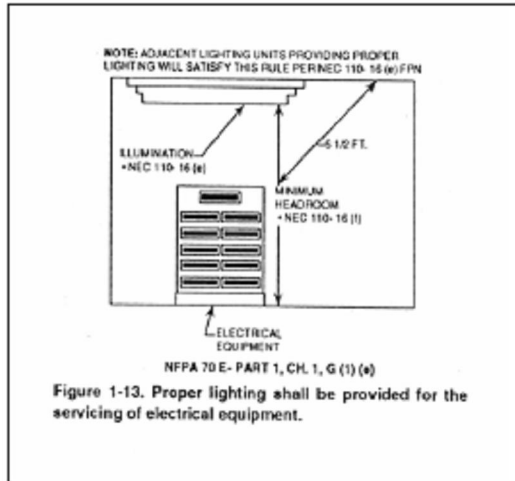 NOTE: ADJACENT LIGHTING UNITS PROVIDING PROPER
LIGHTING WILL SATISFY THIS RULE PER NEC 110- 16 (e) FPN
ILLUMINATION
• NEC 110- 16 (e)
6 1/2 FT.
MINIMUM
HEADROOM
• NEC 110- 16 (f)
ELECTRICAL
EQUIPMENT
NFPA 70 E- PART 1, CH. 1, G (1) (e)
Figure 1-13. Proper lighting shall be provided for the
servicing of electrical equipment.